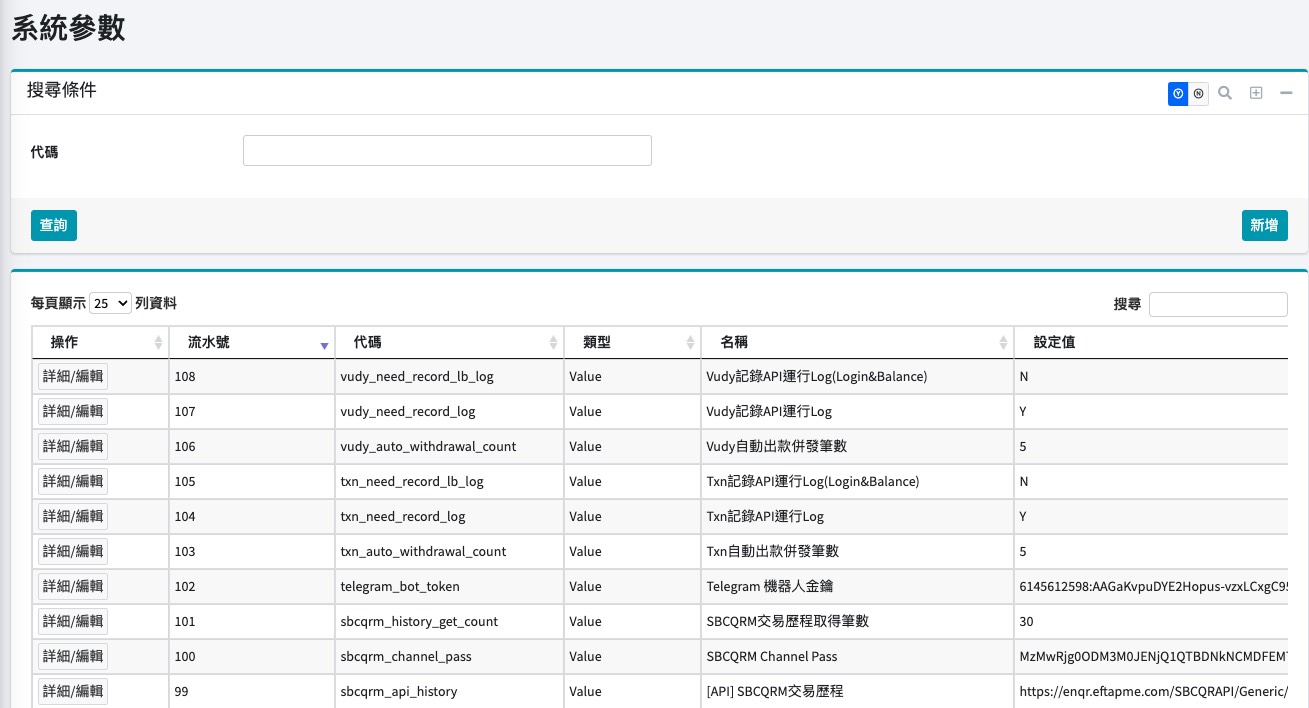 系統參數
搜尋條件
代碼
查詢 新增
每頁顯示 25 列資料 搜尋
操作 流水號 代碼 類型 名稱 設定值
詳細/編輯 108 vudy_need_record_lb_log Value Vudy記錄API運行Log(Login&Balance) N
詳細/編輯 107 vudy_need_record_log Value Vudy記錄API運行Log Y
詳細/編輯 106 vudy_auto_withdrawal_count Value Vudy自動出款併發筆數 5
詳細/編輯 105 txn_need_record_lb_log Value Txn記錄API運行Log(Login&Balance) N
詳細/編輯 104 txn_need_record_log Value Txn記錄API運行Log Y
詳細/編輯 103 txn_auto_withdrawal_count Value Txn自動出款併發筆數 5
詳細/編輯 102 telegram_bot_token Value Telegram 機器人金鑰 6145612598:AAGaKvpuDYE2Hopus-vzxLCxgC95
詳細/編輯 101 sbcqrm_history_get_count Value SBCQRM交易歷程取得筆數 30
詳細/編輯 100 sbcqrm_channel_pass Value SBCQRM Channel Pass MzMwRjg0ODM3M0JENjQ1QTBDNkNCMDFEM
詳細/編輯 99 sbcqrm_api_history Value [API] SBCQRM交易歷程 https://enqr.eftapme.com/SBCQRAPI/Generic/